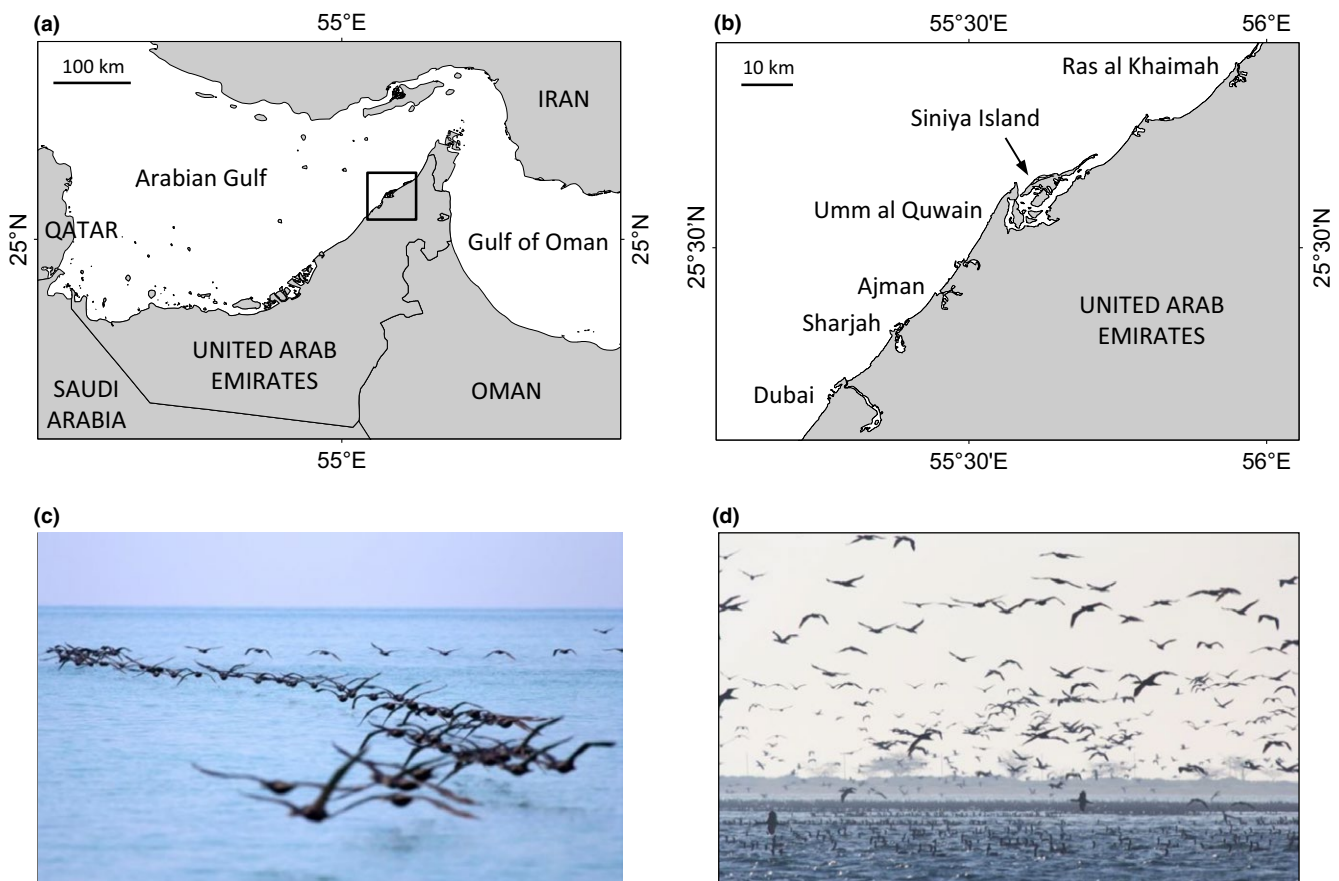 (a)
55°E
100 km
IRAN
Arabian Gulf
25°N
QATAR
Gulf of Oman
25°N
UNITED ARAB
EMIRATES
SAUDI
ARABIA
OMAN
55°E
(b)
55°30'E
56°E
10 km
Ras al Khaimah
Siniya Island
Umm al Quwain
25°30'N
25°30'N
Ajman
Sharjah
UNITED ARAB
EMIRATES
Dubai
55°30'E
56°E
(c)
(d)